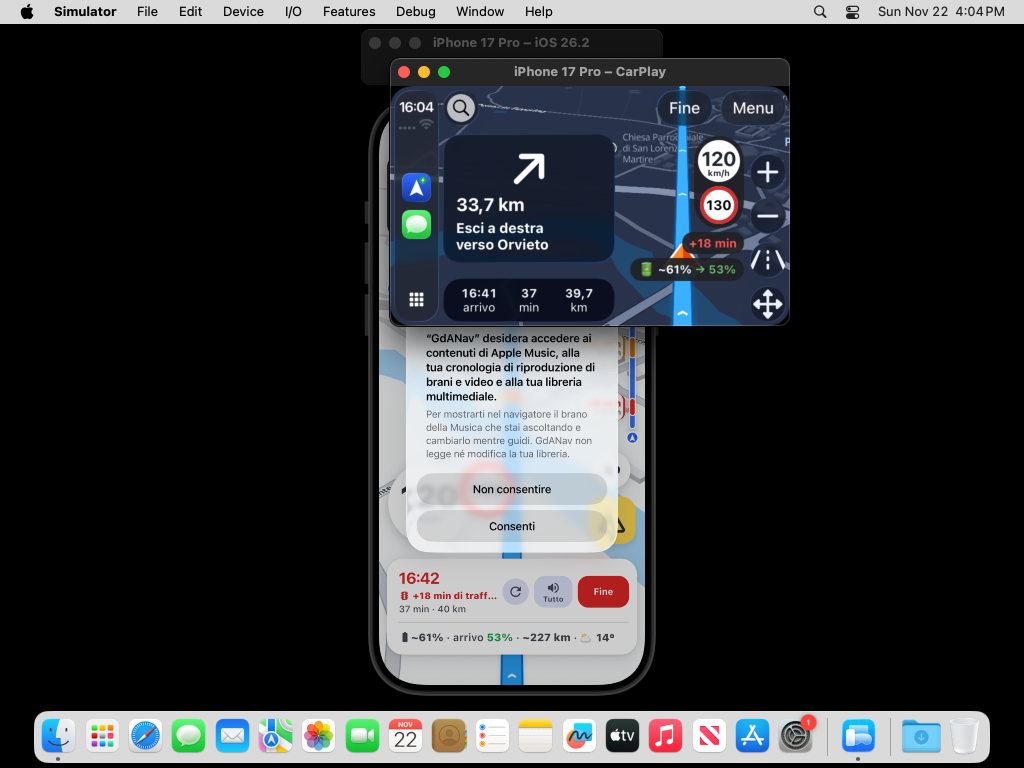 Simulator File Edit Device I/O Features Debug Window Help Sun Nov 22 4:04 PM
iPhone 17 Pro – iOS 26.2
iPhone 17 Pro – CarPlay
16:04
Fine
Menu
Chiesa Parrocchiale
di San Lorenzo
Martire
120
km/h
130
33,7 km
Esci a destra
verso Orvieto
+18 min
~61% → 53%
16:41 37 39,7
arrivo min km
“GdANav” desidera accedere ai
contenuti di Apple Music, alla
tua cronologia di riproduzione di
brani e video e alla tua libreria
multimediale.
Per mostrarti nel navigatore il brano
della Musica che stai ascoltando e
cambiarlo mentre guidi. GdANav non
legge né modifica la tua libreria.
Non consentire
Consenti
16:42
+18 min di traff...
37 min · 40 km
Tutto
Fine
~61% · arrivo 53% · ~227 km · 14°
NOV
22
tv
1